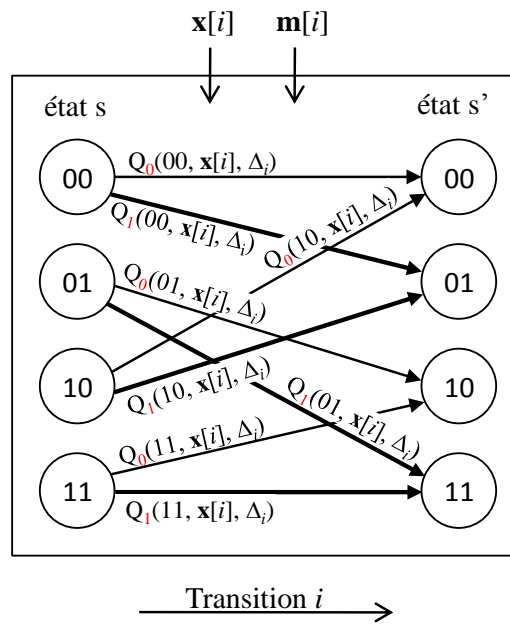 x[i] m[i]
état s état s’
00 Q0(00, x[i], Δi) 00
Q1(00, x[i], Δi)
Q0(10, x[i], Δi)
01 Q0(01, x[i], Δi) 01
10 Q1(10, x[i], Δi) 10
Q1(01, x[i], Δi)
Q0(11, x[i], Δi)
11 11
Q1(11, x[i], Δi)
Transition i